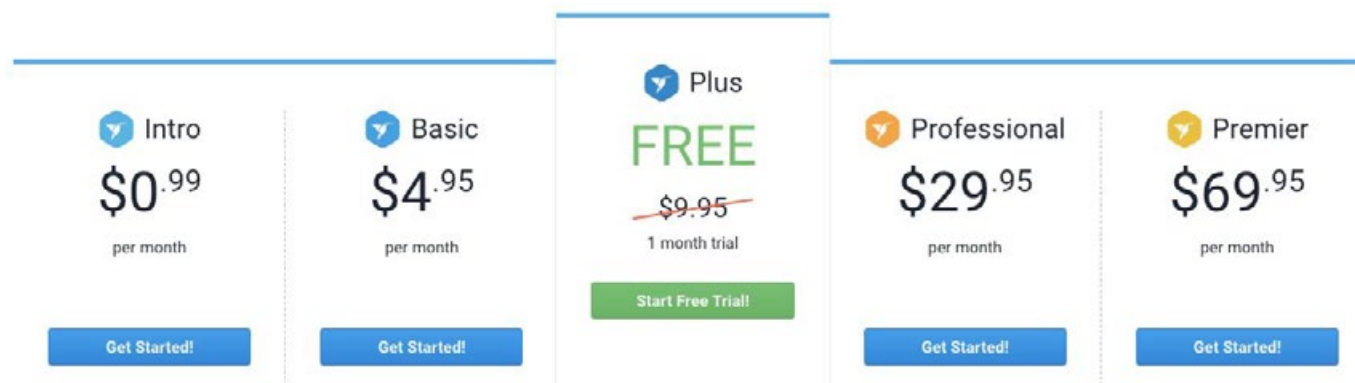 Intro
$0.99
per month
Get Started!
Basic
$4.95
per month
Get Started!
Plus
FREE
$9.95
1 month trial
Start Free Trial!
Professional
$29.95
per month
Get Started!
Premier
$69.95
per month
Get Started!